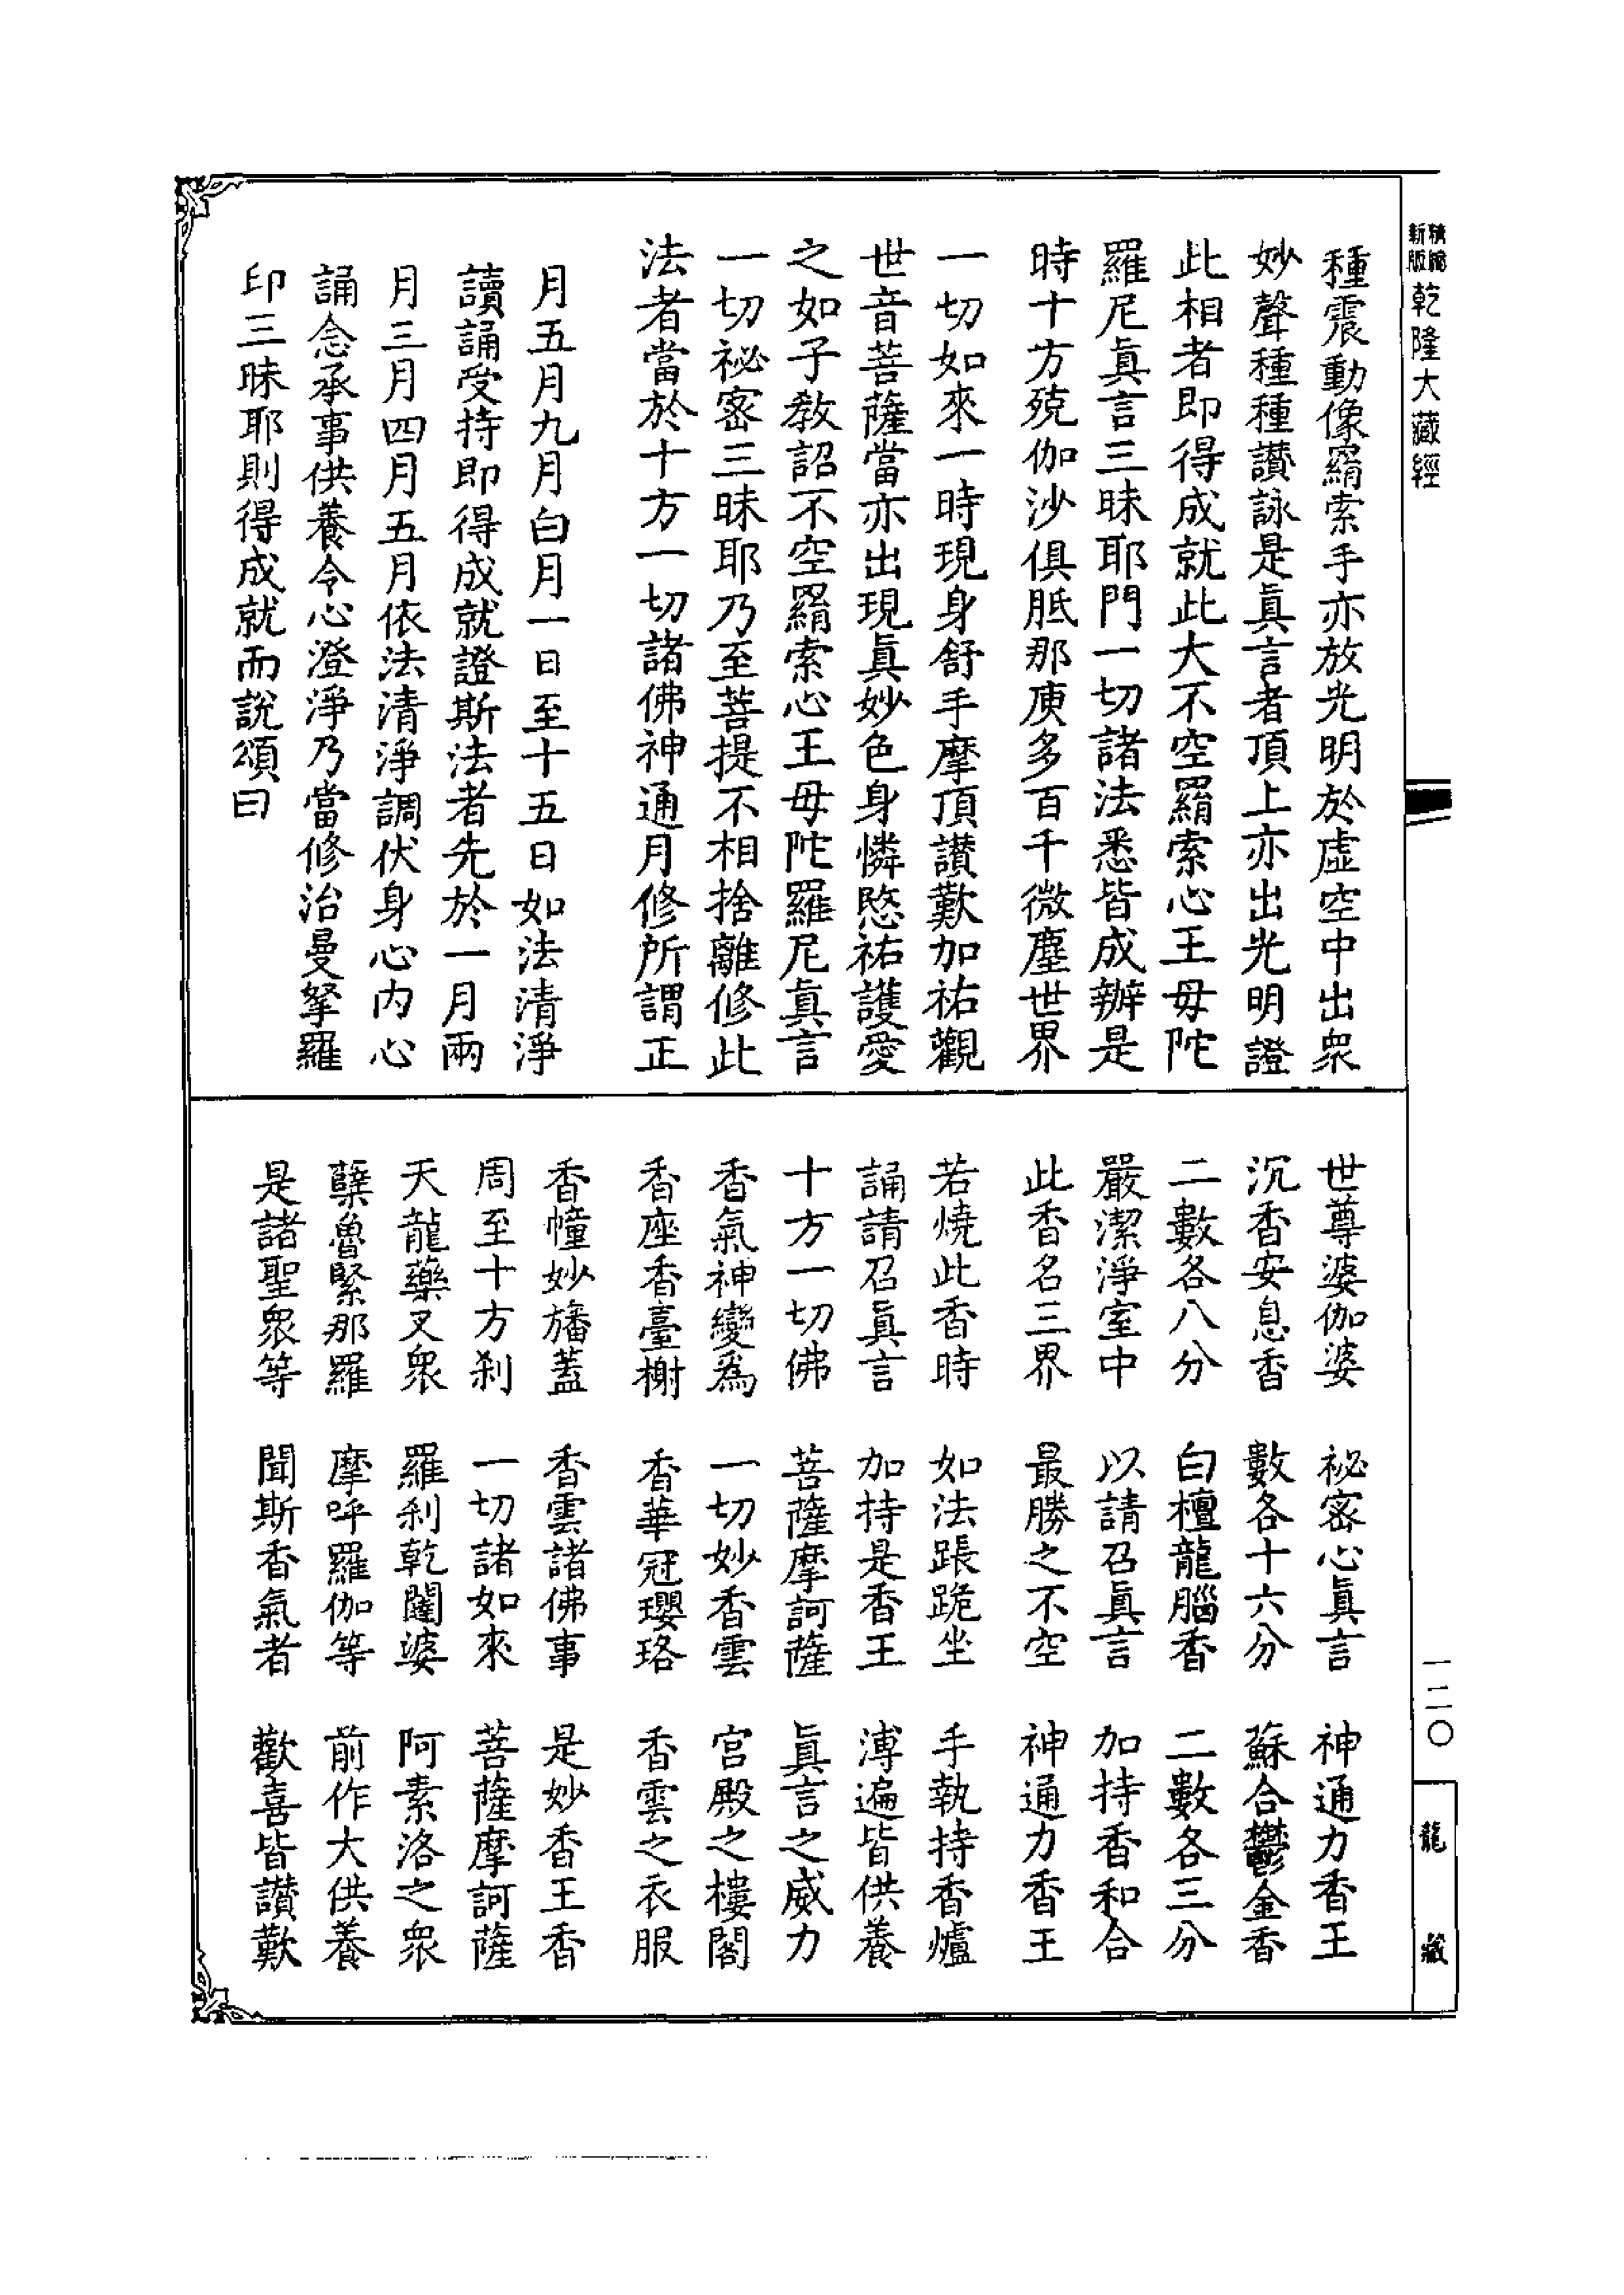 乾隆大藏經
種震動像羂索手亦放光明於虛空中出衆
妙聲種種讃詠是眞言者頂上亦出光明證
此相者即得成就此大不空羂索心王毋陀
羅尼眞言三昧耶門一切諸法悉皆成辦是
時十方殑伽沙俱胝那庾多百千微塵世界
一切如來一時現身舒手摩頂讃歎加祐觀
世音菩薩當亦出現眞妙色身憐愍祐護愛
之如子教詔不空羂索心王毋陀羅尼眞言
一切祕密三昧耶乃至菩提不相捨離修此
法者當於十方一切諸佛神通月修所謂正
月五月九月白月一日至十五日如法清淨
讀誦受持即得成就證斯法者先於一月兩
月三月四月五月依法清淨調伏身心內心
誦念承事供養令心澄淨乃當修治曼拏羅
印三昧耶則得成就而說頌曰
世尊婆伽婆　祕密心眞言　神通力香王
沉香安息香　數各十六分　蘇合鬱金香
二數各八分　白檀龍腦香　二數各三分
嚴潔淨室中　以請召眞言　加持香和合
此香名三界　最勝之不空　神通力香王
若燒此香時　如法踞跪坐　手執持香爐
誦請召眞言　加持是香王　溥遍皆供養
十方一切佛　菩薩摩訶薩　眞言之威力
香氣神變爲　一切妙香雲　宮殿之樓閣
香座香臺榭　香華冠瓔珞　香雲之衣服
香幢妙旛蓋　香雲諸佛事　是妙香王香
周至十方刹　一切諸如來　菩薩摩訶薩
天龍藥叉衆　羅刹乾闥婆　阿素洛之衆
櫱魯緊那羅　摩呼羅伽等　前作大供養
是諸聖衆等　聞斯香氣者　歡喜皆讃歎
一二〇
龍藏